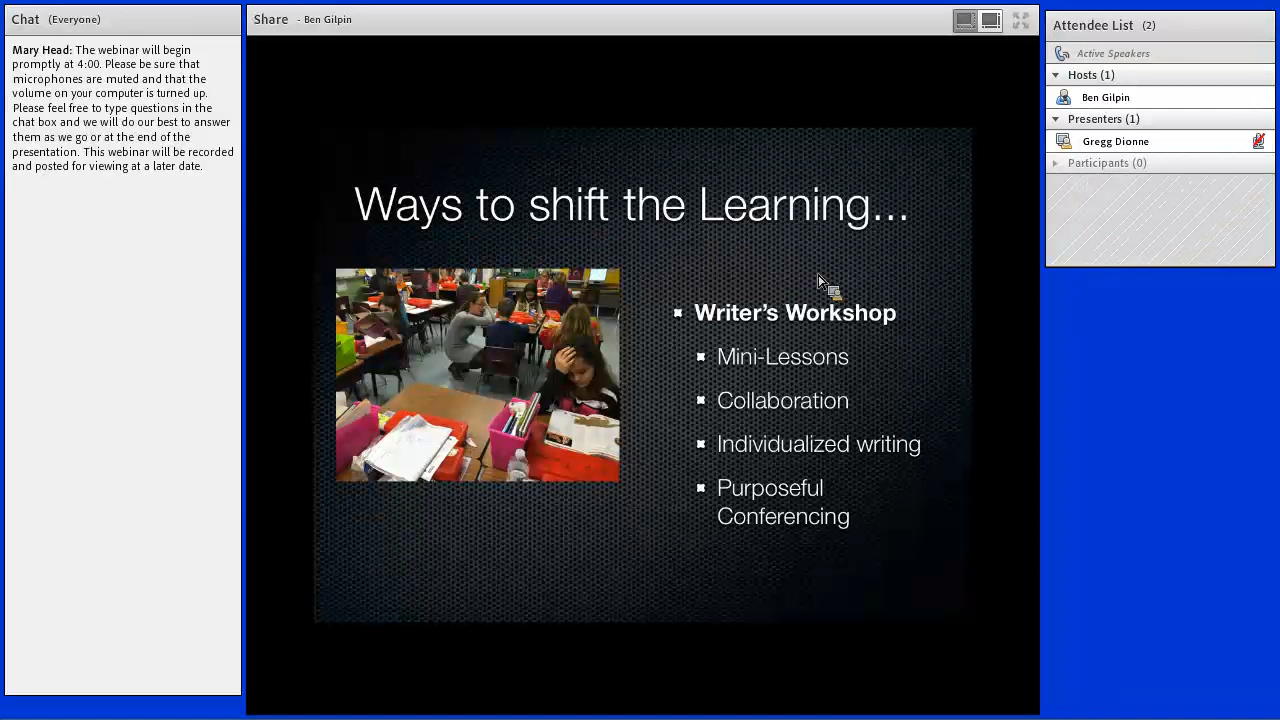 Chat (Everyone)
Mary Head: The webinar will begin
promptly at 4:00. Please be sure that
microphones are muted and that the
volume on your computer is turned up.
Please feel free to type questions in the
chat box and we will do our best to answer
them as we go or at the end of the
presentation. This webinar will be recorded
and posted for viewing at a later date.
Share - Ben Gilpin
Ways to shift the Learning...
Writer's Workshop
Mini-Lessons
Collaboration
Individualized writing
Purposeful
Conferencing
Attendee List (2)
Active Speakers
Hosts (1)
Ben Gilpin
Presenters (1)
Gregg Dionne
Participants (0)